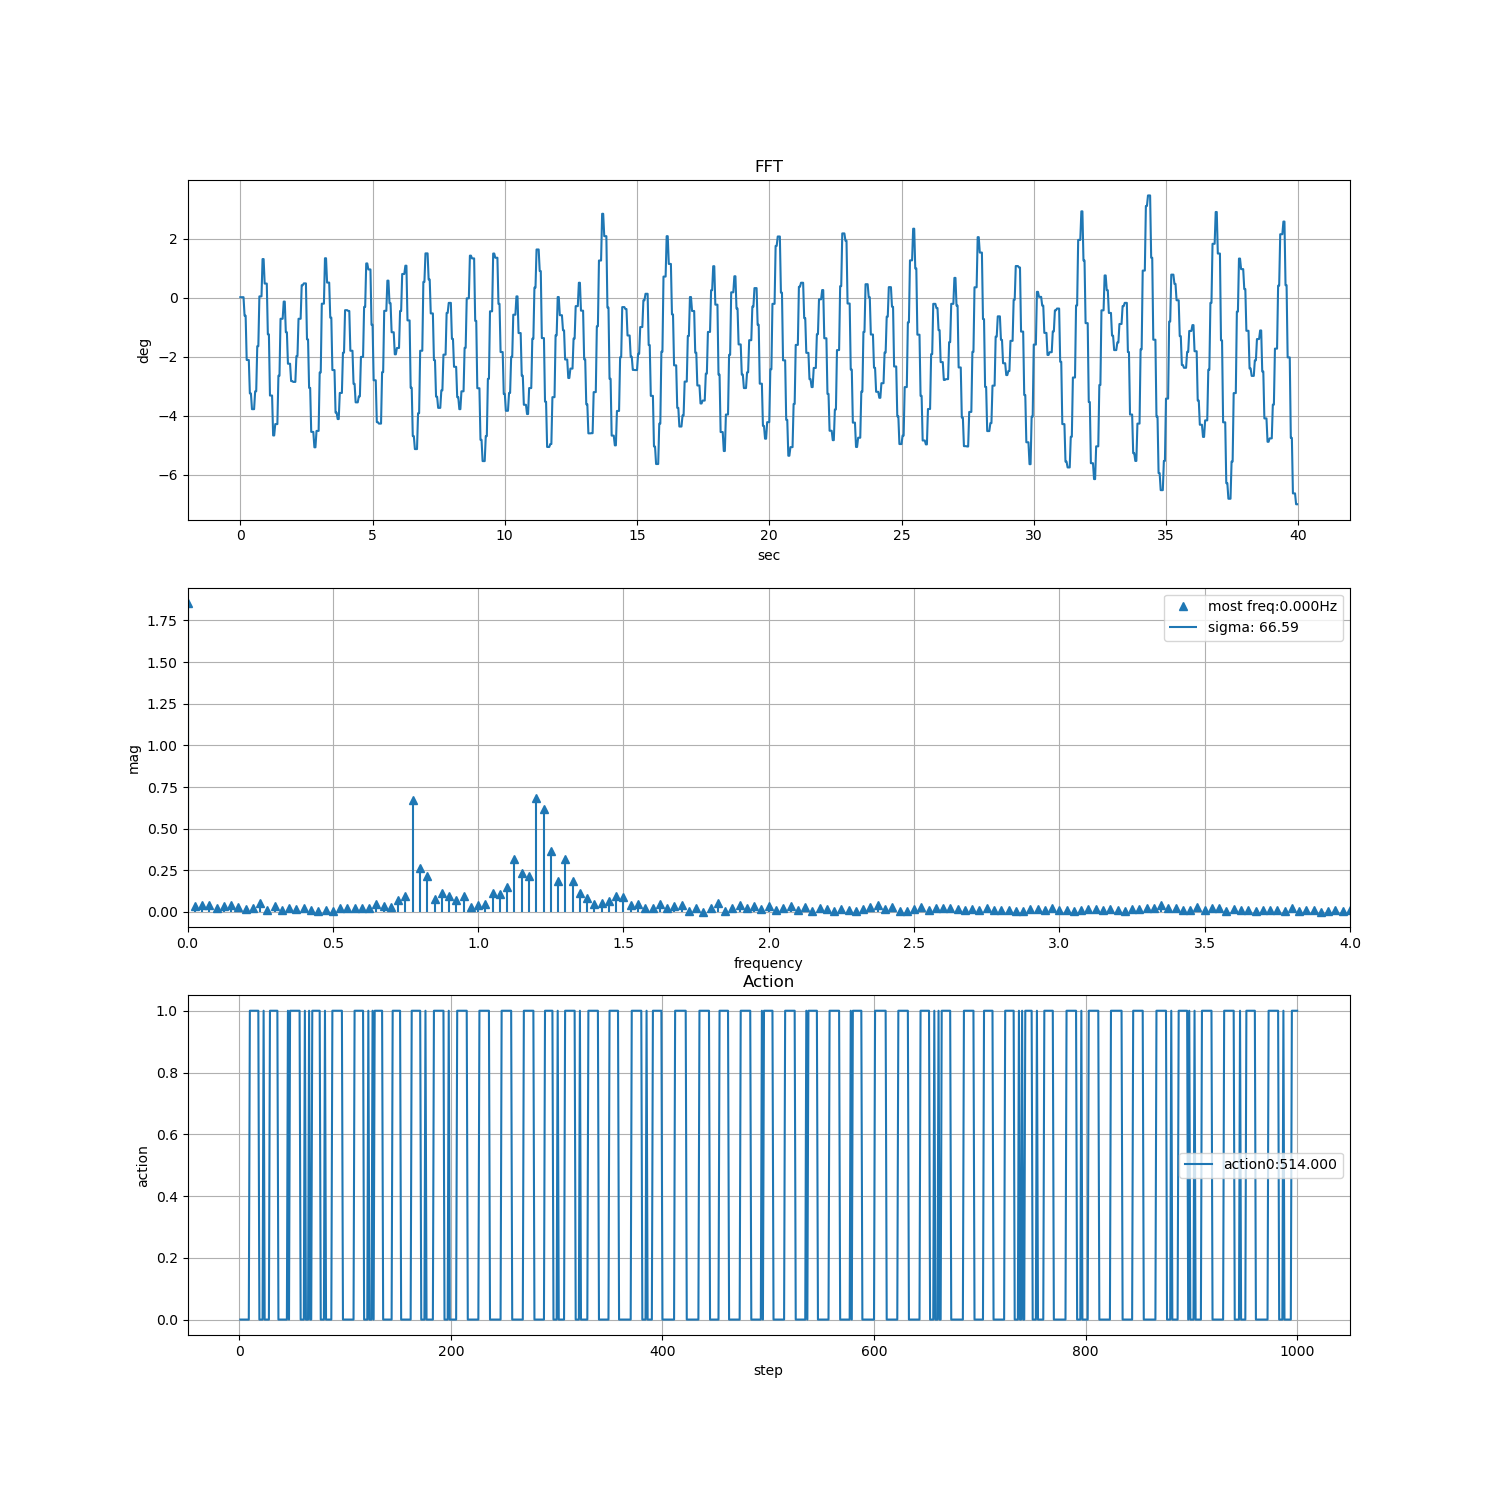 FFT
2
0
−2
−4
−6
deg
0 5 10 15 20 25 30 35 40
sec
most freq:0.000Hz
sigma: 66.59
1.75
1.50
1.25
1.00
0.75
0.50
0.25
0.00
mag
0.0 0.5 1.0 1.5 2.0 2.5 3.0 3.5 4.0
frequency
Action
1.0
0.8
0.6
0.4
0.2
0.0
action
action0:514.000
0 200 400 600 800 1000
step